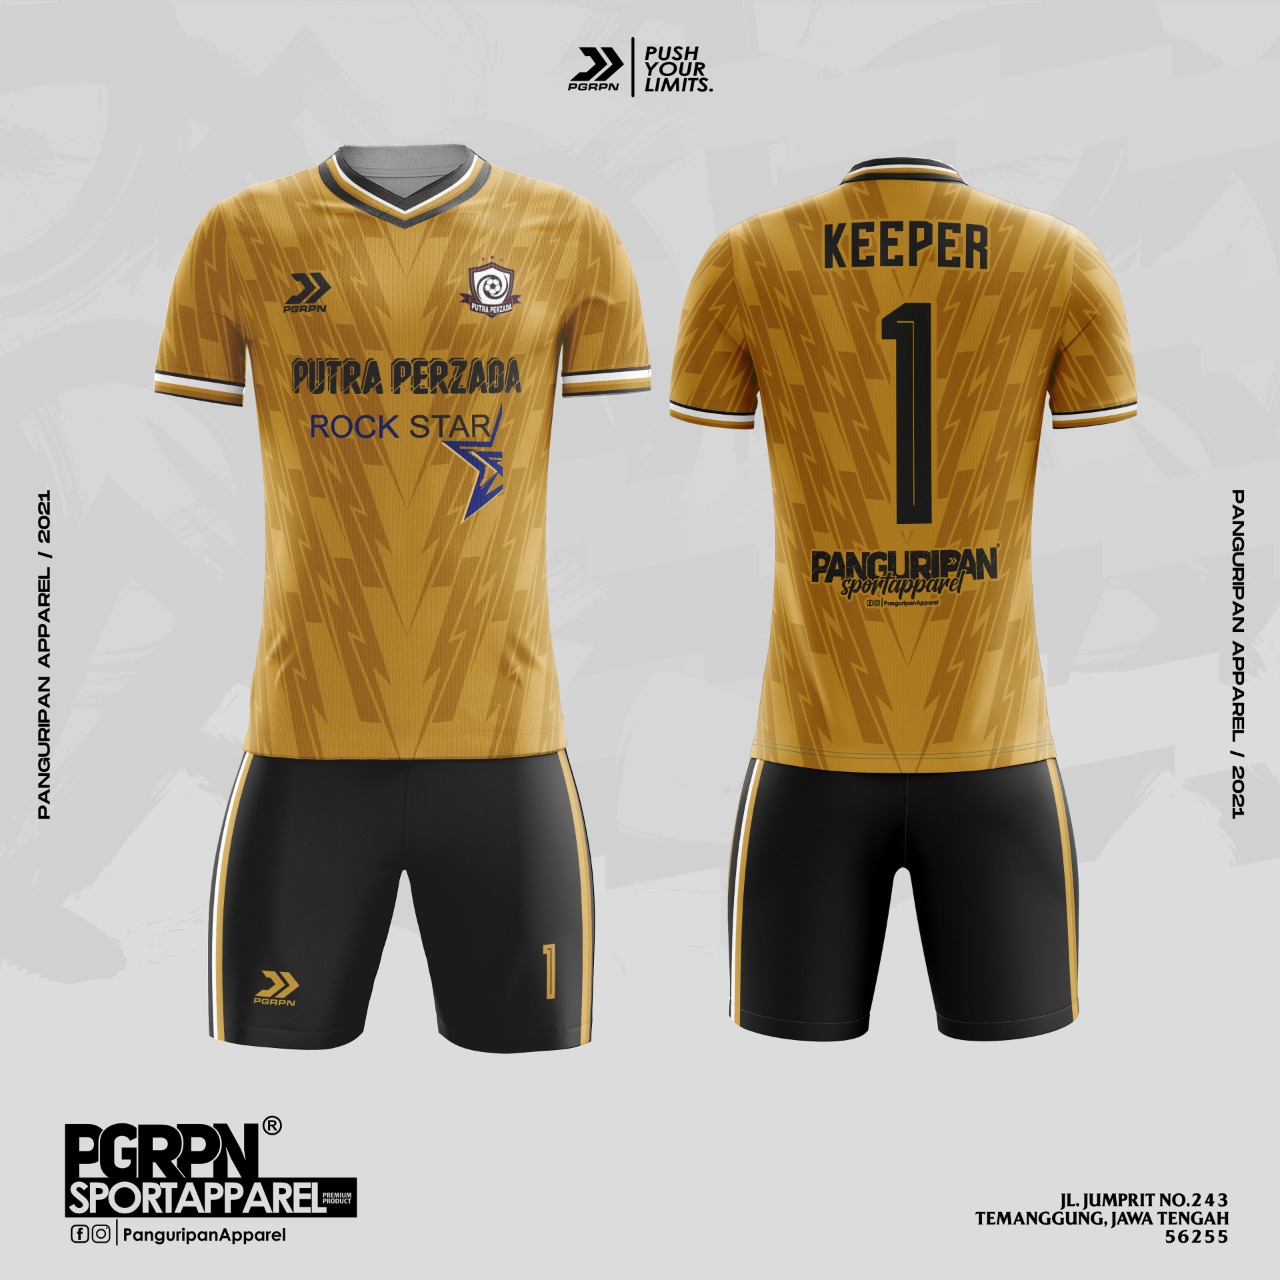 PGRPN
PUSH
YOUR
LIMITS.
PGRPN
PUTRA PERZADA
PUTRA PERZADA
ROCK STAR
KEEPER
1
PANGURIPAN
sportapparel
PanguripanApparel
PGRPN
1
PANGURIPAN APPAREL / 2021
PANGURIPAN APPAREL / 2021
PGRPN®
SPORTAPPAREL PREMIUM PRODUCT
PanguripanApparel
JL. JUMPRIT NO.243
TEMANGGUNG, JAWA TENGAH
56255